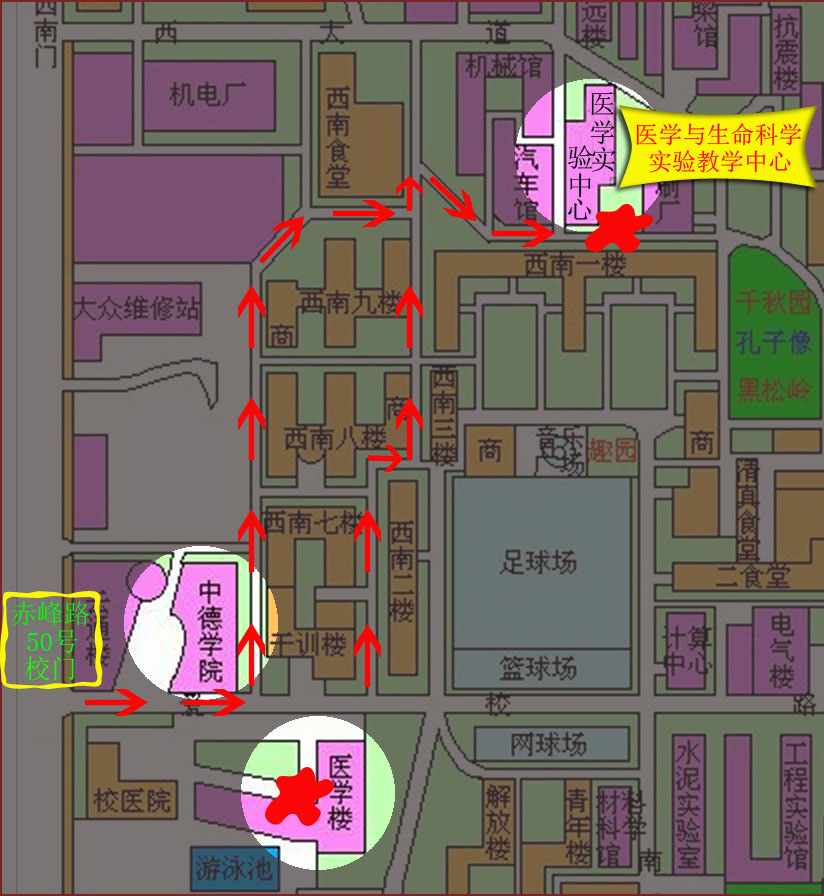 西南门
西
大
道
远楼
机电厂
西南食堂
机械馆
医学实
验中心
汽车馆
抗震楼
医学与生命科学
实验教学中心
西南一楼
大众维修站
西南九楼
商
千秋园
孔子像
黑松岭
西南八楼
商
西南三楼
商
音乐
广场
趣园
商
清真食堂
西南七楼
西南二楼
足球场
二食堂
赤峰路
50号
校门
中德学院
干训楼
篮球场
计算
中心
电气楼
校
路
网球场
医学楼
校医院
游泳池
解放楼
青年楼
材料馆
科学
南
水泥实验室
工程实验馆